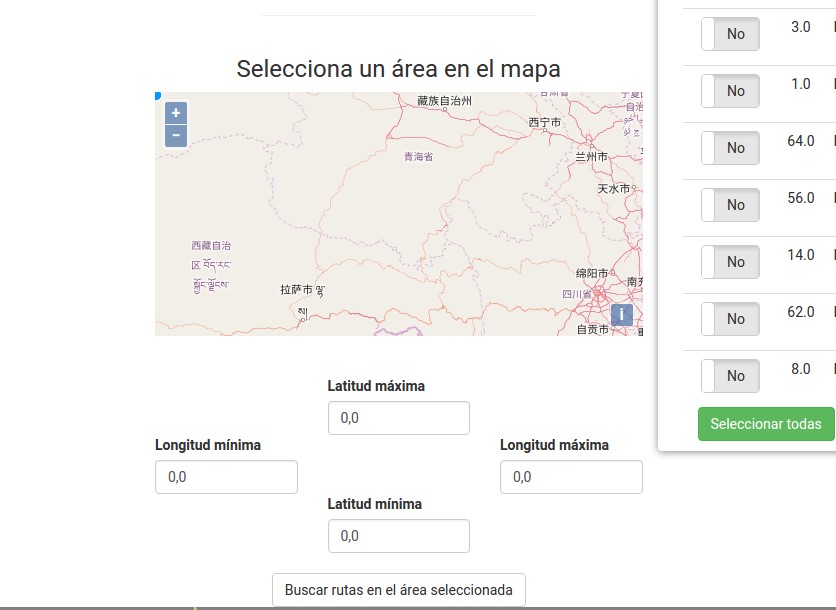 Selecciona un área en el mapa
+
−
藏族自治州
西宁市
青海省
兰州市
天水市
西藏自治
区 བོད་རང་
སྐྱོང་ལྗོངས
拉萨市
绵阳市
四川省
自贡市
i
Latitud máxima
0,0
Longitud mínima
Longitud máxima
0,0
0,0
Latitud mínima
0,0
Buscar rutas en el área seleccionada
No 3.0
No 1.0
No 64.0
No 56.0
No 14.0
No 62.0
No 8.0
Seleccionar todas